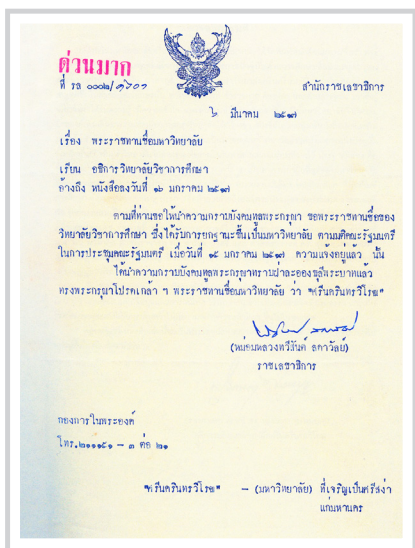 ด่วนมาก
ที่ รล ๐๐๐๒/
สำนักราชเลขาธิการ
๖ มีนาคม ๒๕๑๗
เรื่อง พระราชทานชื่อมหาวิทยาลัย
เรียน อธิการวิทยาลัยวิชาการศึกษา
อ้างถึง หนังสือลงวันที่ ๑๖ มกราคม ๒๕๑๗
ตามที่ท่านขอให้นำความกราบบังคมทูลพระกรุณา ขอพระราชทานชื่อของ
วิทยาลัยวิชาการศึกษา ซึ่งได้รับการยกฐานะขึ้นเป็นมหาวิทยาลัย ตามมติคณะรัฐมนตรี
ในการประชุมคณะรัฐมนตรี เมื่อวันที่ ๑๕ มกราคม ๒๕๑๗ ความแจ้งอยู่แล้ว นั้น
ได้นำความกราบบังคมทูลพระกรุณาทราบฝ่าละอองธุลีพระบาทแล้ว
ทรงพระกรุณาโปรดเกล้า ฯ พระราชทานชื่อมหาวิทยาลัย ว่า "ศรีนครินทรวิโรฒ"
(หม่อมหลวงทวีสันต์ ลดาวัลย์)
ราชเลขาธิการ
กองการในพระองค์
โทร.๒๑๑๑๕๑ – ๓ ต่อ ๒๑
"ศรีนครินทรวิโรฒ" – (มหาวิทยาลัย) ที่เจริญเป็นศรีสง่า
แก่มหานคร